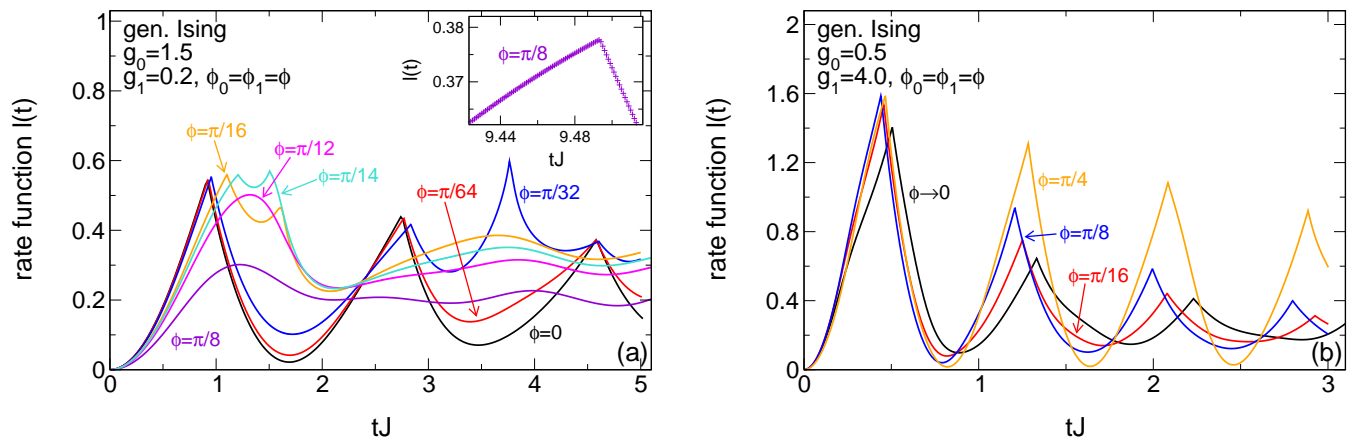 gen. Ising
g0=1.5
g1=0.2, ϕ0=ϕ1=ϕ
rate function l(t)
1
0.8
0.6
0.4
0.2
0
0
1
2
3
4
5
tJ
ϕ=π/16
ϕ=π/12
ϕ=π/14
ϕ=π/32
ϕ=π/64
ϕ=π/8
ϕ=0
(a)
0.38
0.37
l(t)
ϕ=π/8
9.44
9.48
tJ
gen. Ising
g0=0.5
g1=4.0, ϕ0=ϕ1=ϕ
rate function l(t)
2
1.6
1.2
0.8
0.4
0
0
1
2
3
tJ
ϕ→0
ϕ=π/4
ϕ=π/8
ϕ=π/16
(b)